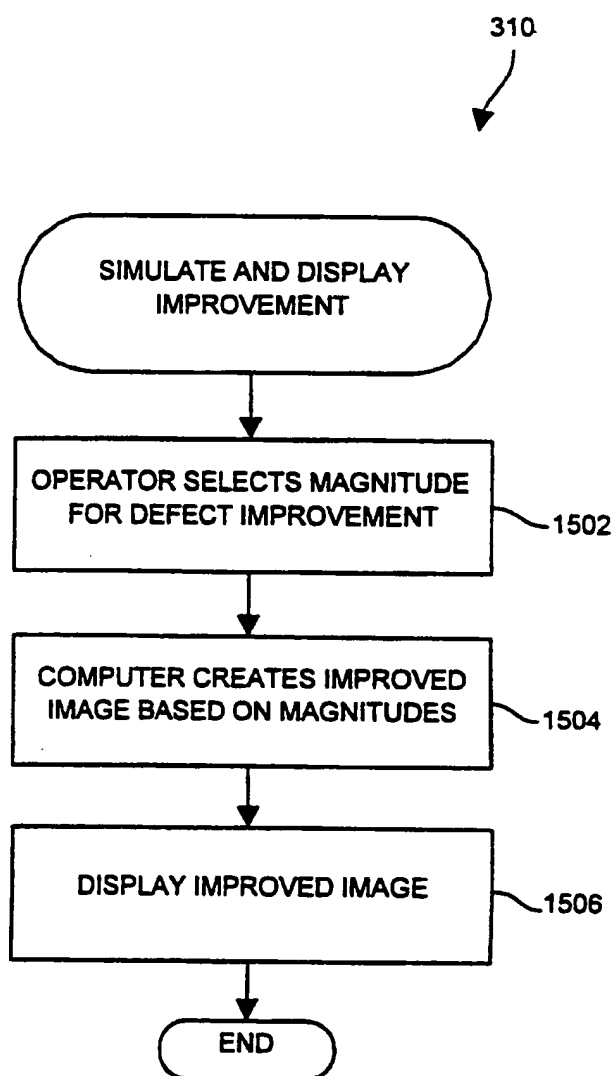 310
SIMULATE AND DISPLAY
IMPROVEMENT
OPERATOR SELECTS MAGNITUDE
FOR DEFECT IMPROVEMENT
1502
COMPUTER CREATES IMPROVED
IMAGE BASED ON MAGNITUDES
1504
DISPLAY IMPROVED IMAGE
1506
END